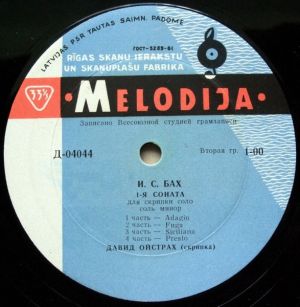 LATVIJAS PSR TAUTAS SAIMN. PADOME
ГОСТ-5289-61
RĪGAS SKAŅU IERAKSTU
UN SKAŅUPLAŠU FABRIKA
33⅓
• MELODIJA •
Записано Всесоюзной студией грамзаписи
Д-04044
Вторая гр. 1-00
И. С. БАХ
1-Я СОНАТА
для скрипки соло
соль минор
1 часть — Adagio
2 часть — Fuga
3 часть — Siciliana
4 часть — Presto
ДАВИД ОЙСТРАХ (скрипка)